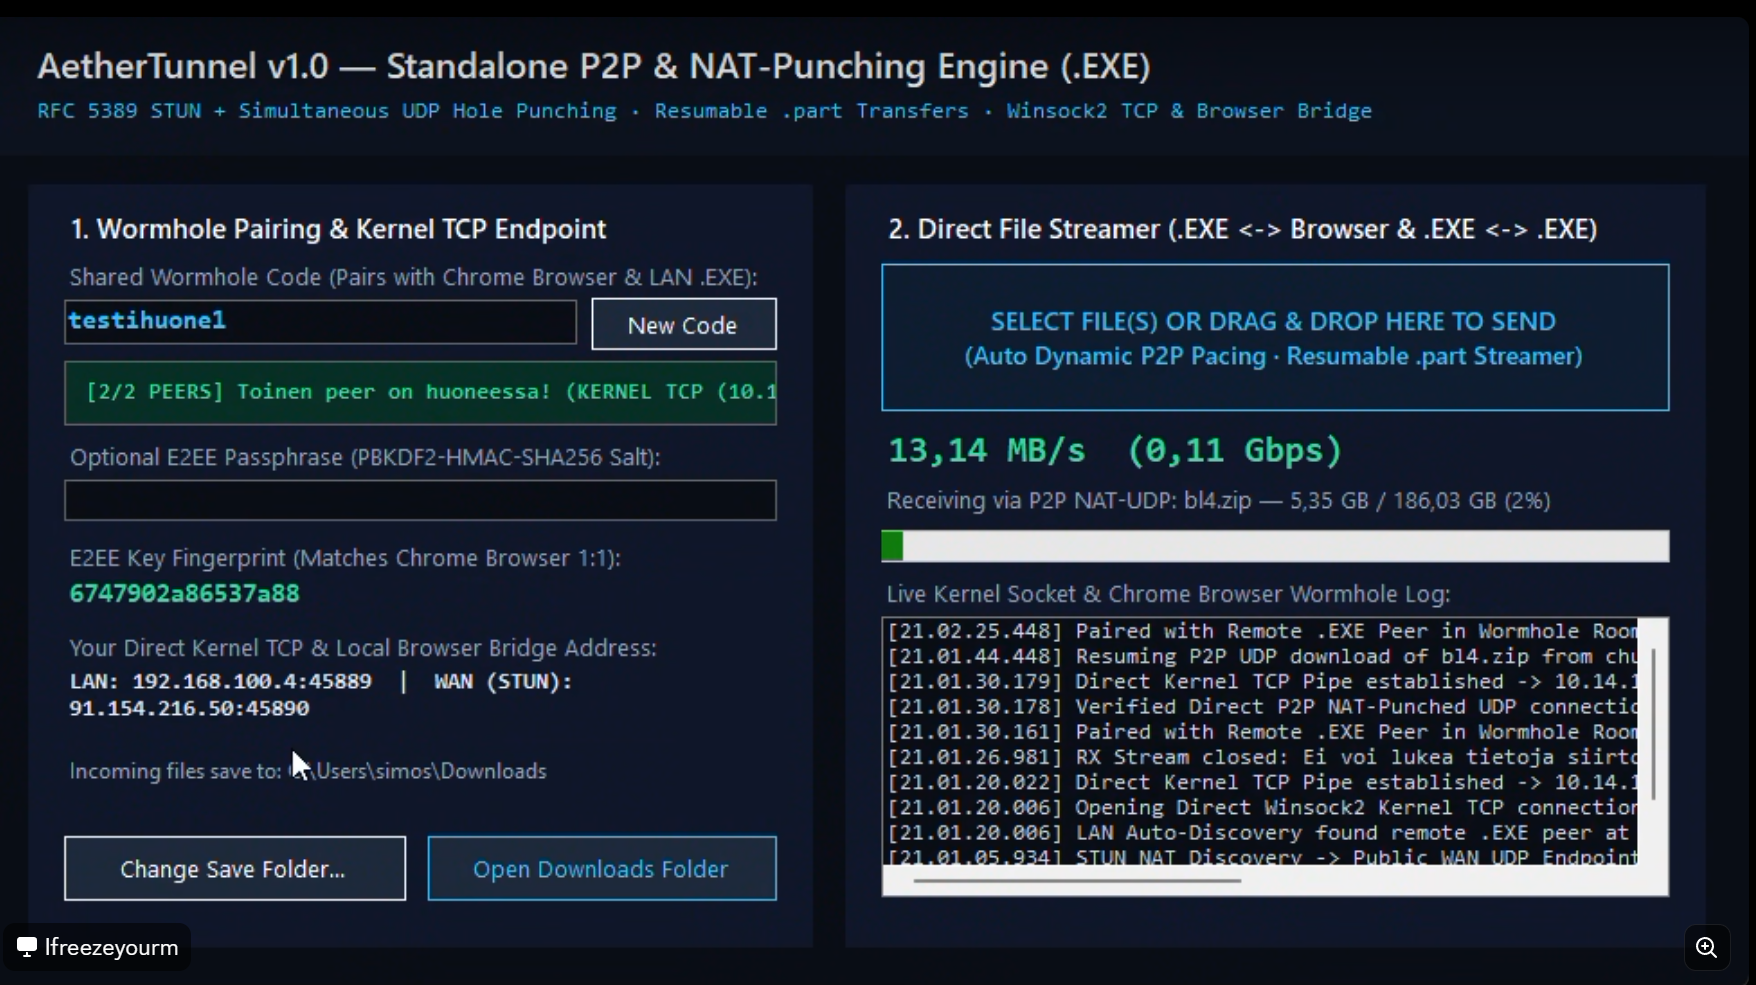 AetherTunnel v1.0 — Standalone P2P & NAT-Punching Engine (.EXE)
RFC 5389 STUN + Simultaneous UDP Hole Punching · Resumable .part Transfers · Winsock2 TCP & Browser Bridge
1. Wormhole Pairing & Kernel TCP Endpoint
Shared Wormhole Code (Pairs with Chrome Browser & LAN .EXE):
testihuone1
New Code
[2/2 PEERS] Toinen peer on huoneessa! (KERNEL TCP (10.1
Optional E2EE Passphrase (PBKDF2-HMAC-SHA256 Salt):
E2EE Key Fingerprint (Matches Chrome Browser 1:1):
6747902a86537a88
Your Direct Kernel TCP & Local Browser Bridge Address:
LAN: 192.168.100.4:45889 | WAN (STUN):
91.154.216.50:45890
Incoming files save to: \Users\simos\Downloads
Change Save Folder...
Open Downloads Folder
2. Direct File Streamer (.EXE <-> Browser & .EXE <-> .EXE)
SELECT FILE(S) OR DRAG & DROP HERE TO SEND
(Auto Dynamic P2P Pacing · Resumable .part Streamer)
13,14 MB/s (0,11 Gbps)
Receiving via P2P NAT-UDP: bl4.zip — 5,35 GB / 186,03 GB (2%)
Live Kernel Socket & Chrome Browser Wormhole Log:
[21.02.25.448] Paired with Remote .EXE Peer in Wormhole Room
[21.01.44.448] Resuming P2P UDP download of bl4.zip from chu
[21.01.30.179] Direct Kernel TCP Pipe established -> 10.14.1
[21.01.30.178] Verified Direct P2P NAT-Punched UDP connectio
[21.01.30.161] Paired with Remote .EXE Peer in Wormhole Room
[21.01.26.981] RX Stream closed: Ei voi lukea tietoja siirto
[21.01.20.022] Direct Kernel TCP Pipe established -> 10.14.1
[21.01.20.006] Opening Direct Winsock2 Kernel TCP connection
[21.01.20.006] LAN Auto-Discovery found remote .EXE peer at
[21.01.05.934] STUN NAT Discovery -> Public WAN UDP Endpoint
lfreezeyourm